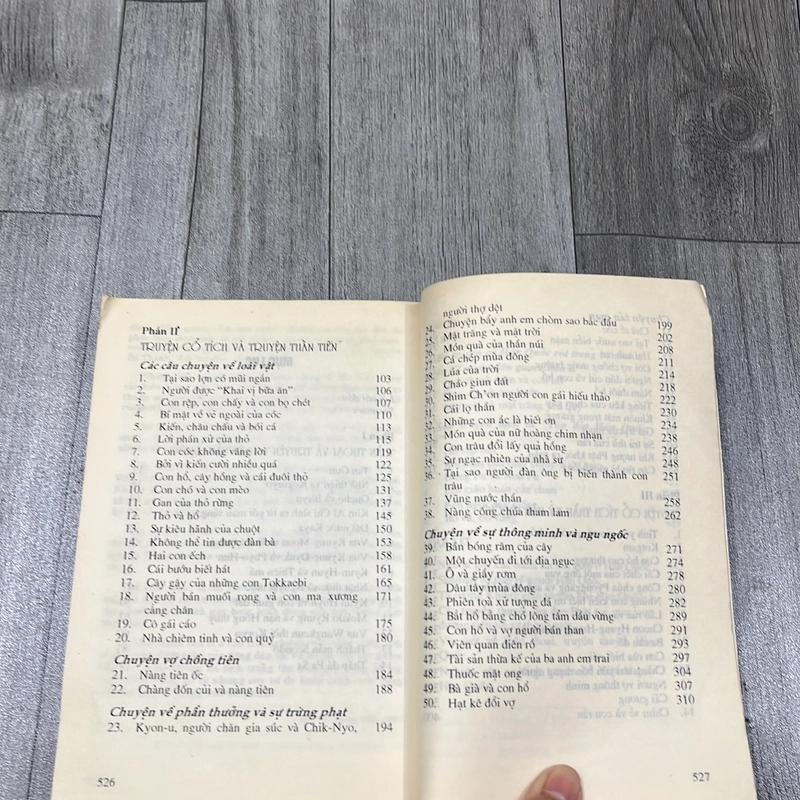 Phần II
TRUYỆN CỔ TÍCH VÀ TRUYỆN THẦN TIÊN
Các câu chuyện về loài vật
1. Tại sao lợn có mũi ngắn 103
2. Người được "Khai vị bữa ăn" 106
3. Con rệp, con chấy và con bọ chét 107
4. Bí mật về vẻ ngoài của cóc 110
5. Kiến, châu chấu và bói cá 113
6. Lời phán xử của thỏ 115
7. Con cóc không vâng lời 119
8. Bởi vì kiến cười nhiều quá 122
9. Con hổ, cây hồng và cái đuôi thỏ 125
10. Con chó và con mèo 131
11. Gan của thỏ rừng 137
12. Thỏ và hổ 145
13. Sự kiêu hãnh của chuột 150
14. Không thể tin được đàn bà 153
15. Hai con ếch 158
16. Cái bướu biết hát 161
17. Cây gậy của những con Tokkaebi 165
18. Người bán muối rong và con ma xương 171
cẳng chân
19. Cô gái cáo 175
20. Nhà chiêm tinh và con quỷ 180
Chuyện vợ chồng tiên
21. Nàng tiên ốc 184
22. Chàng đốn củi và nàng tiên 188
Chuyện về phần thưởng và sự trừng phạt
23. Kyon-u, người chăn gia súc và Chik-Nyo, 194
526
người thợ dệt
24. Chuyện bẩy anh em chòm sao bắc đẩu 199
25. Mặt trăng và mặt trời 202
26. Món quà của thần núi 208
27. Cá chép mùa đông 211
28. Lúa của trời 214
29. Cháo giun đất 218
30. Shim Ch'on người con gái hiếu thảo 222
31. Cái lọ thần 230
32. Những con ác là biết ơn 234
33. Món quà của nữ hoàng chim nhạn 238
34. Con trâu đổi lấy quả hồng 246
35. Sự ngạc nhiên của nhà sư 248
36. Tại sao người đàn ông bị biến thành con 251
trâu
37. Vũng nước thần 258
38. Nàng công chúa tham lam 262
Chuyện về sự thông minh và ngu ngốc
39. Bán bóng râm của cây 271
40. Một chuyến đi tới địa ngục 274
41. Ô và giầy rơm 278
42. Dâu tây mùa đông 280
43. Phiên toà xử tượng đá 282
44. Bắt hổ bằng chổ lông tẩm dầu vừng 289
45. Con hổ và vợ người bán than 291
46. Viên quan điên rồ 293
47. Tài sản thừa kế của ba anh em trai 297
48. Thuốc mật ong 304
49. Bà già và con hổ 307
50. Hạt kê đổi vợ 310
527